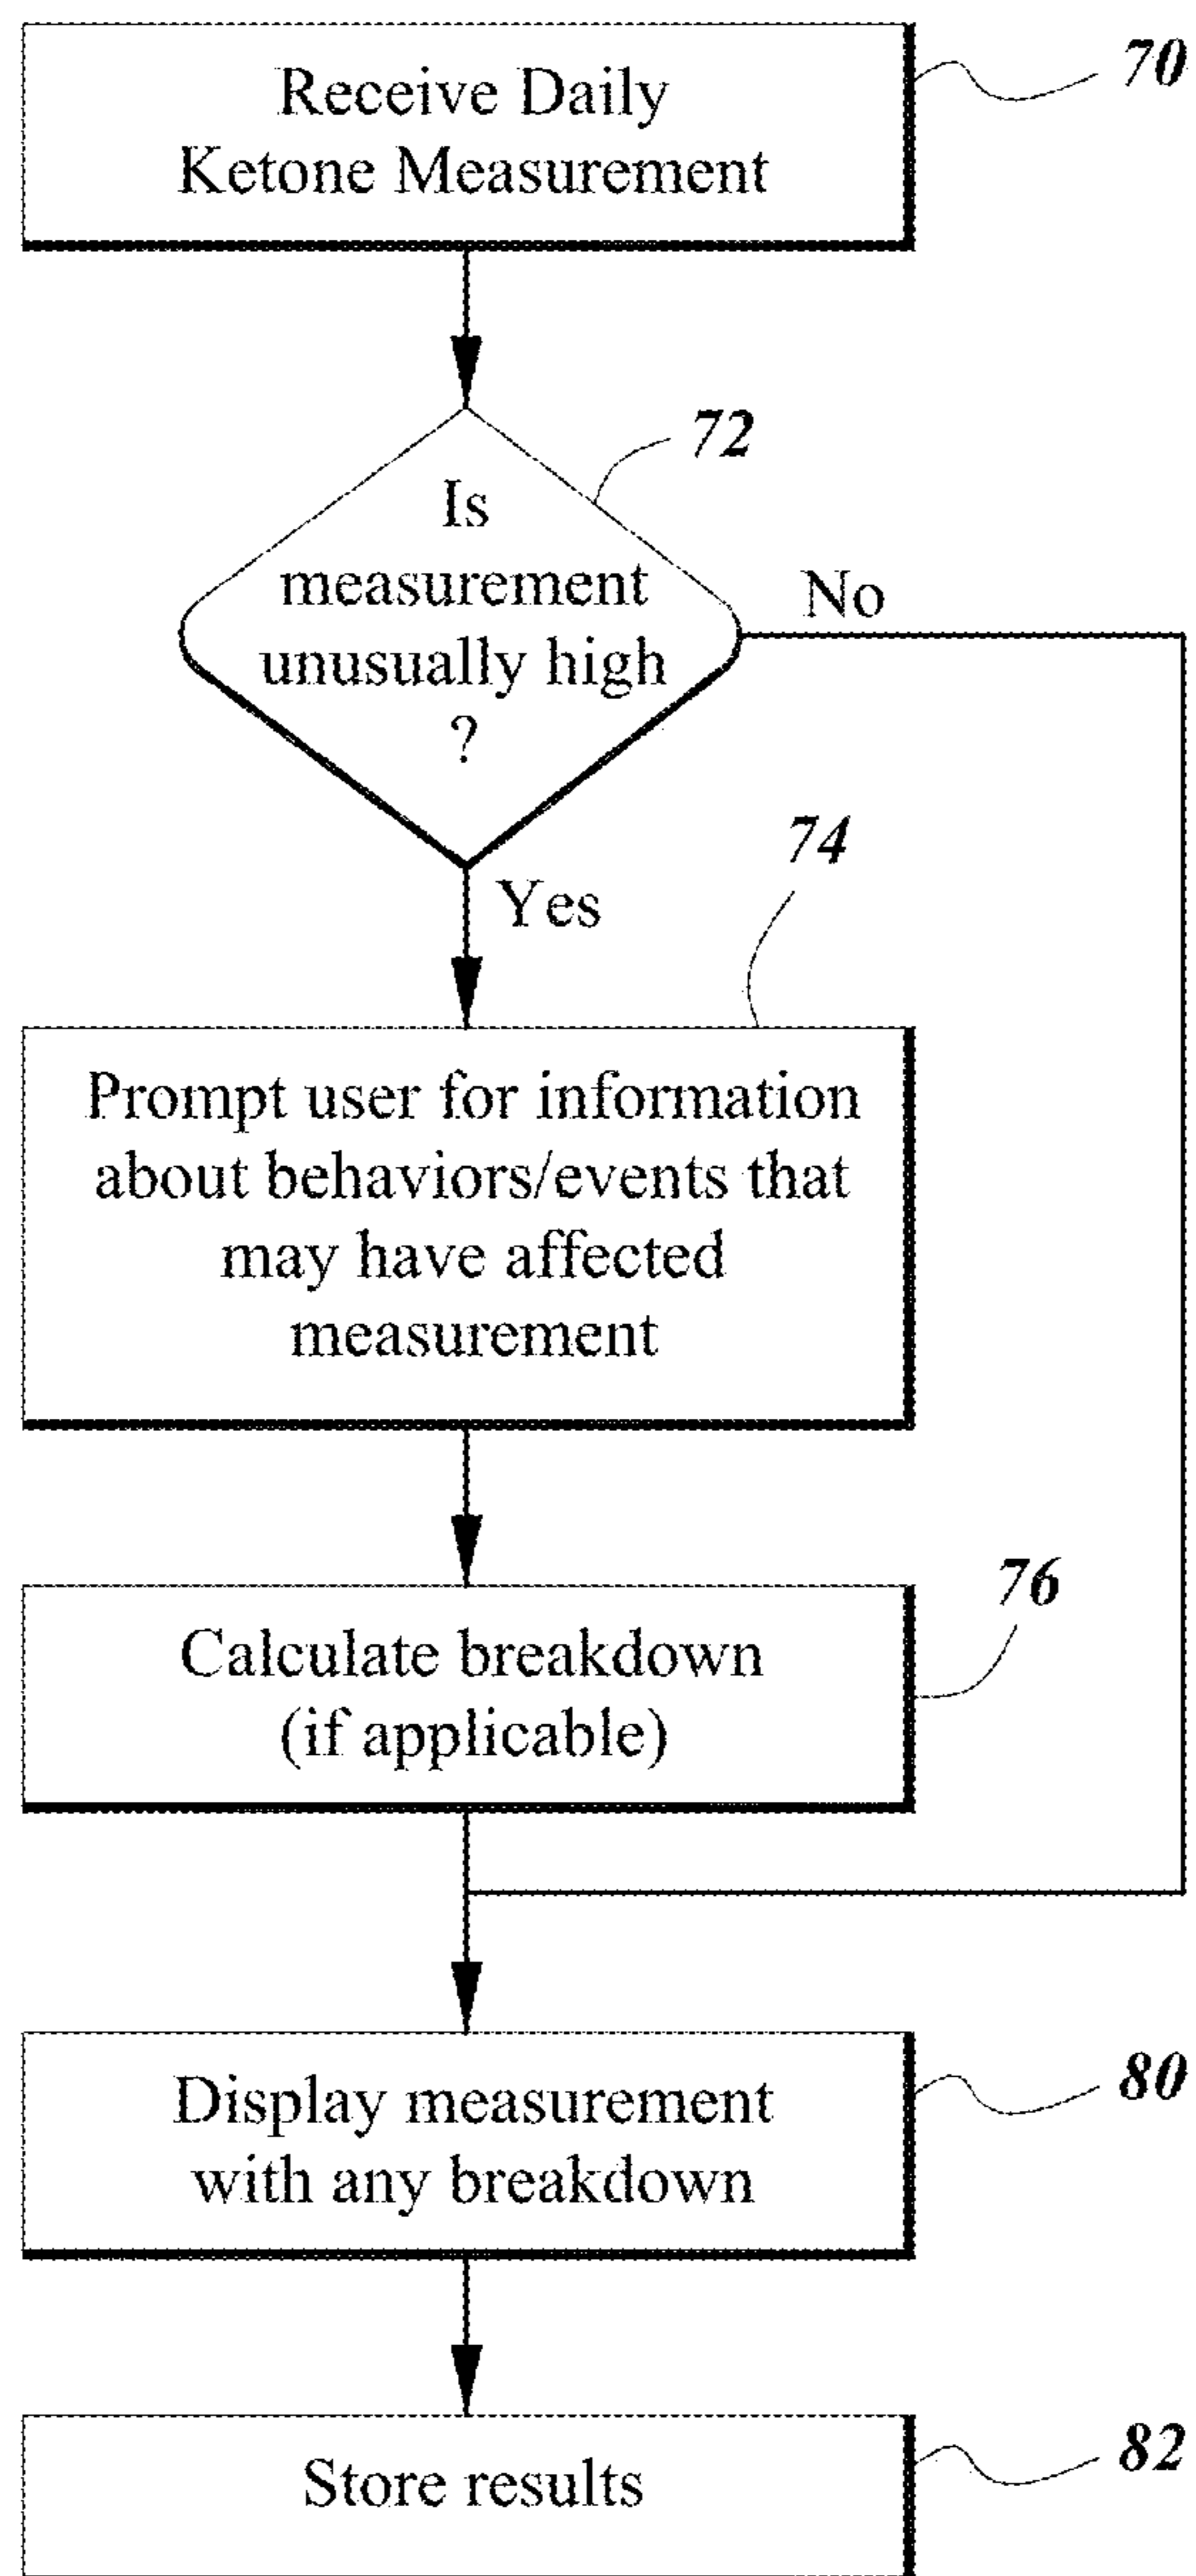 Receive Daily
Ketone Measurement
70
72
Is
measurement
unusually high
?
No
Yes
74
Prompt user for information
about behaviors/events that
may have affected
measurement
76
Calculate breakdown
(if applicable)
Display measurement
with any breakdown
80
Store results
82